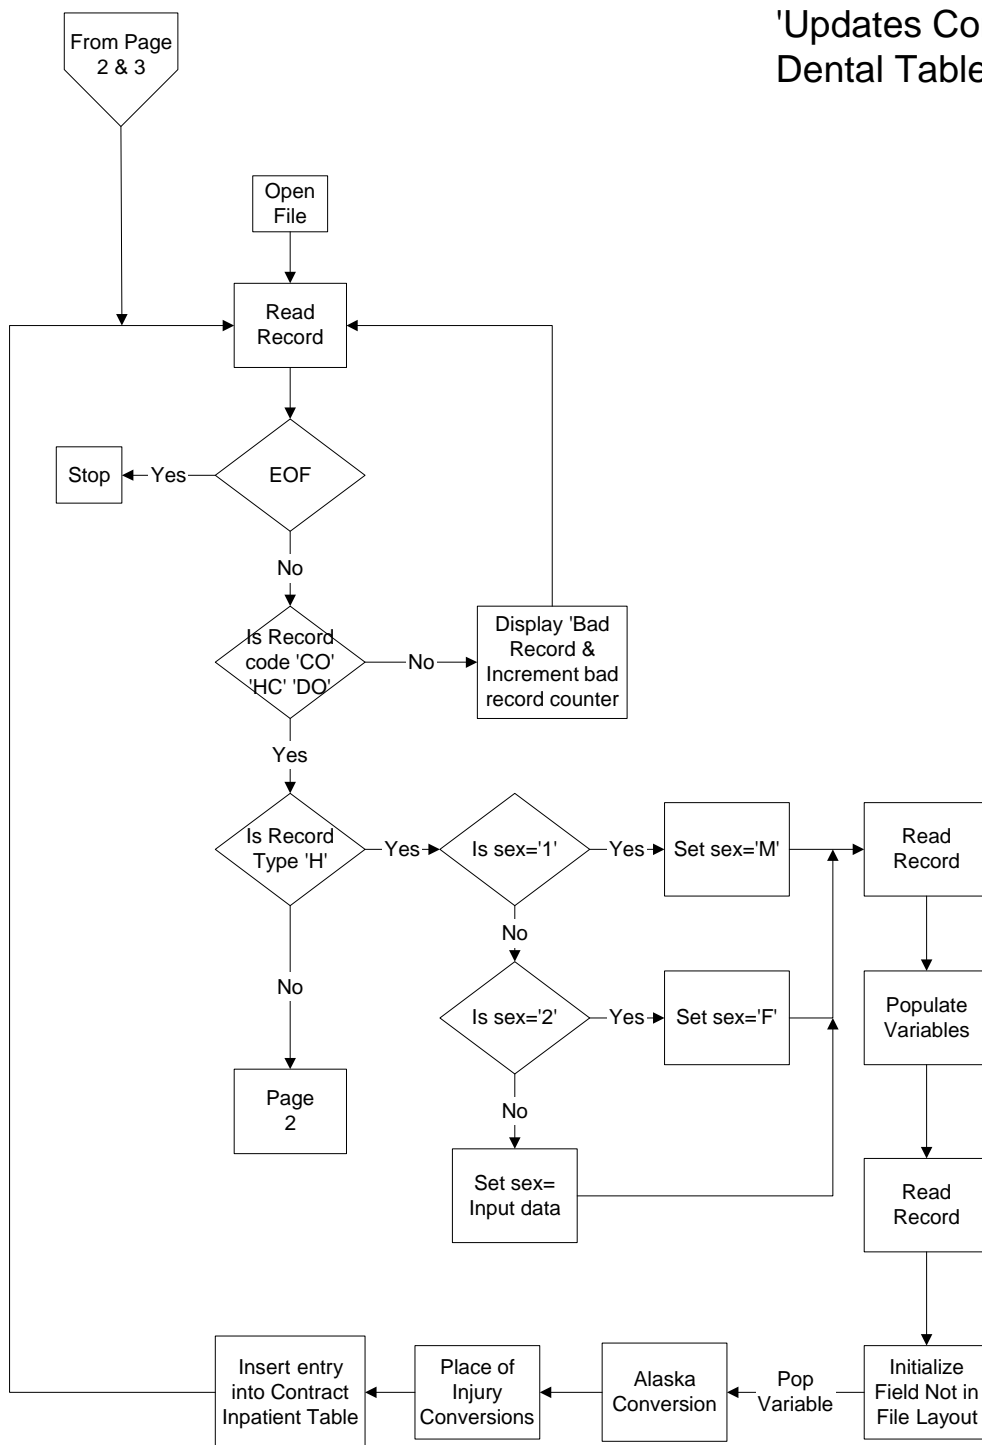 'Updates Co
Dental Table
From Page
2 & 3
Open
File
Read
Record
EOF
Yes
Stop
No
Is Record
code 'CO'
'HC' 'DO'
No
Display 'Bad
Record &
Increment bad
record counter
Yes
Is Record
Type 'H'
Yes
Is sex='1'
Yes
Set sex='M'
Read
Record
No
No
Is sex='2'
Yes
Set sex='F'
Populate
Variables
Page
2
No
Set sex=
Input data
Read
Record
Insert entry
into Contract
Inpatient Table
Place of
Injury
Conversions
Alaska
Conversion
Pop
Variable
Initialize
Field Not in
File Layout